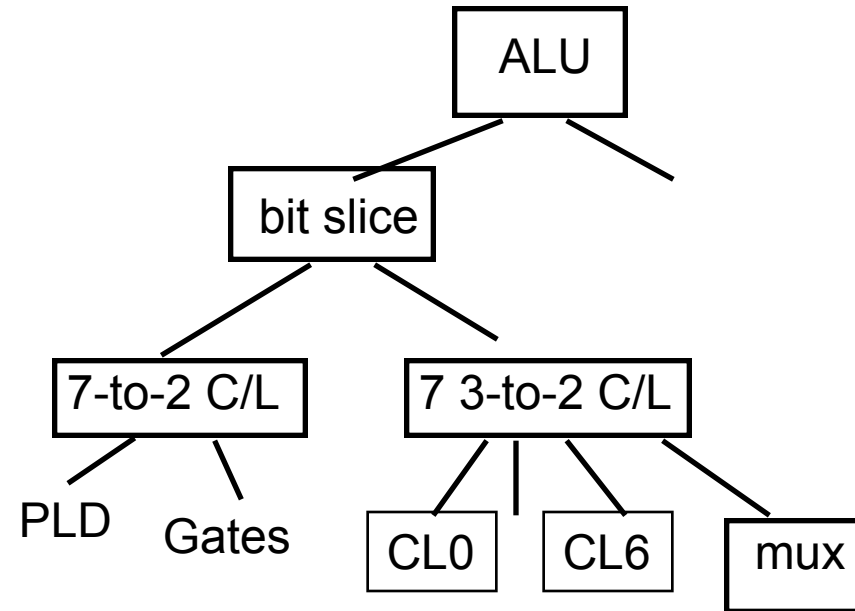 ALU
bit slice
7-to-2 C/L
7 3-to-2 C/L
PLD
Gates
CL0
CL6
mux